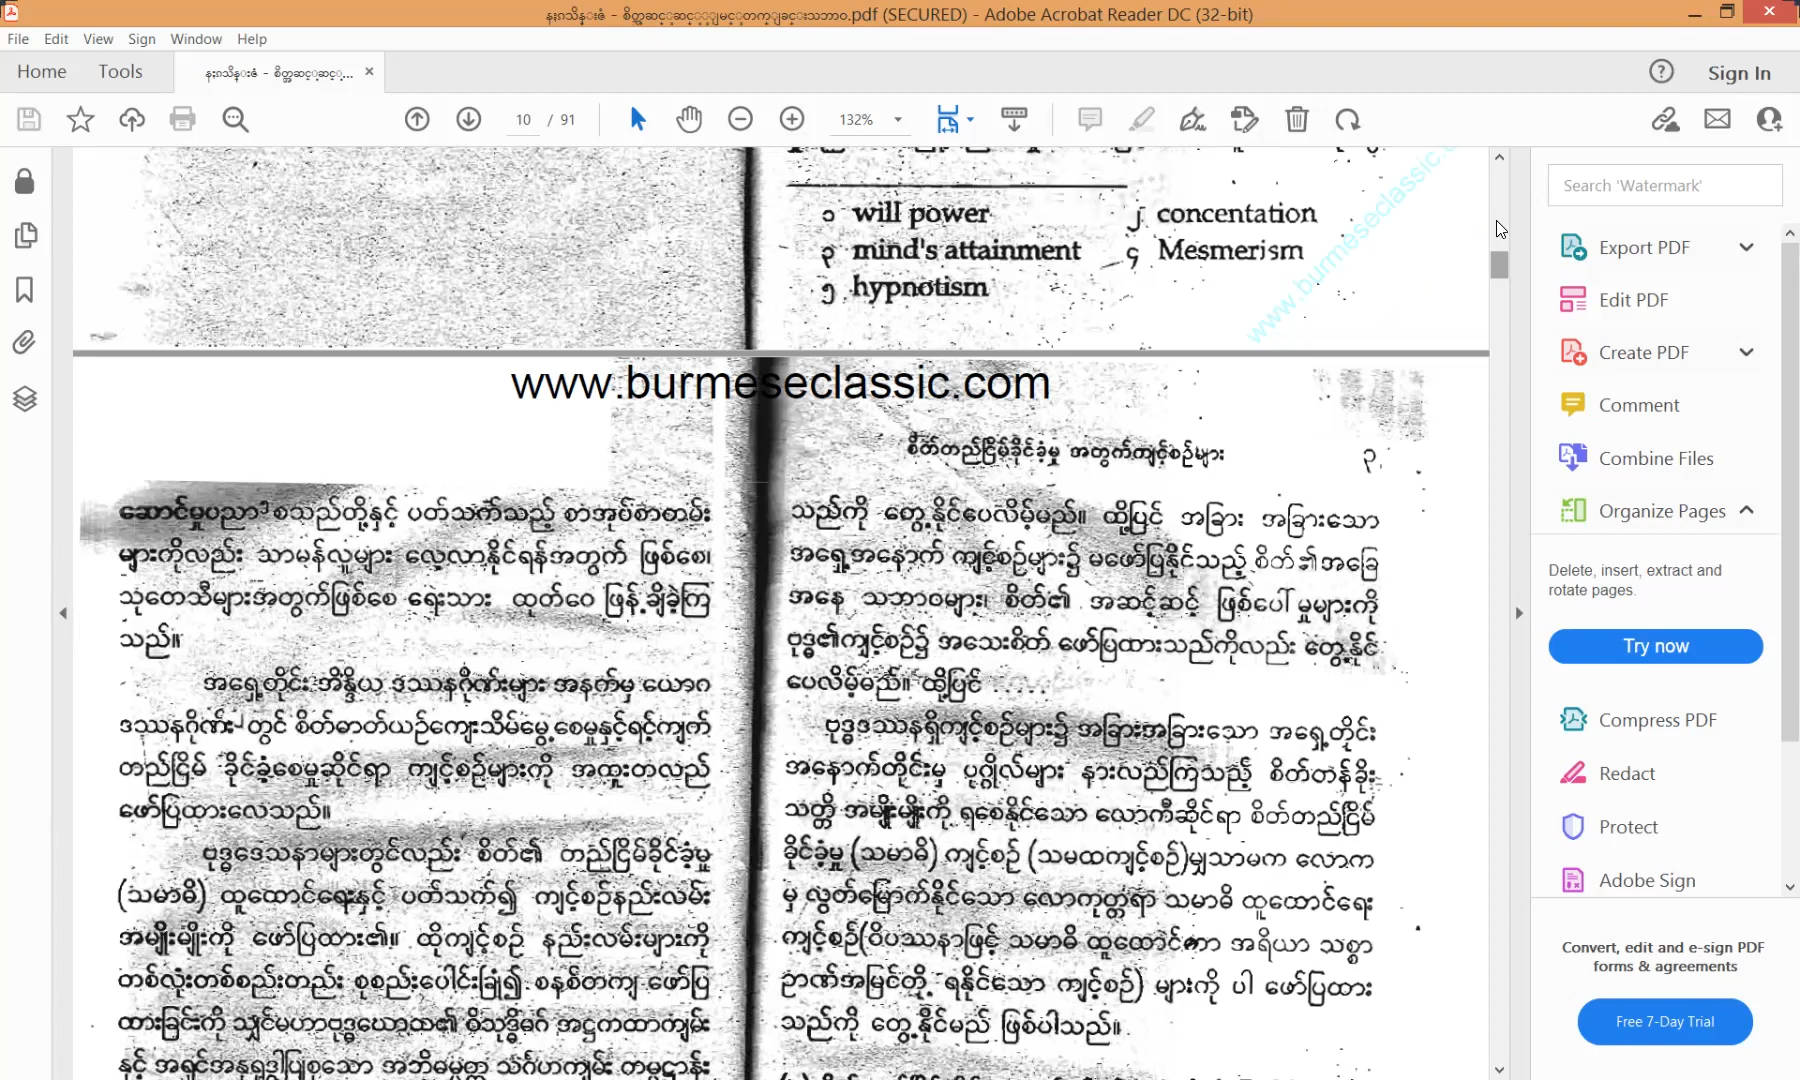 နႏၵသိန္းဇံ - စိတ္အဆင့္ဆင့္ျမင့္တက္ျခင္းသဘာဝ.pdf (SECURED) - Adobe Acrobat Reader DC (32-bit)
File Edit View Sign Window Help
Home Tools နႏၵသိန္းဇံ - စိတ္အဆင့္ဆင့္... × Sign In
10 / 91 132%
၁ will power ၂ concentation
၃ mind's attainment ၄ Mesmerism
၅ hypnotism
www.burmeseclassic.c
www.burmeseclassic.com
စိတ်တည်ငြိမ်ခိုင်ခံ့မှု အတွက်ကျင့်စဉ်များ ၃
ဆောင်မှုပညာ၅ စသည်တို့နှင့် ပတ်သက်သည့် စာအုပ်စာတမ်း
များကိုလည်း သာမန်လူများ လေ့လာနိုင်ရန်အတွက် ဖြစ်စေ၊
သုတေသီများအတွက်ဖြစ်စေ ရေးသား ထုတ်ဝေ ဖြန့်ချိခဲ့ကြ
သည်။
အရှေ့တိုင်း အိန္ဒိယ ဒဿနဂိုဏ်းများ အနက်မှ ယောဂ
ဒဿနဂိုဏ်း တွင် စိတ်ဓာတ်ယဉ်ကျေးသိမ်မွေ့စေမှုနှင့်ရင့်ကျက်
တည်ငြိမ် ခိုင်ခံ့စေမှုဆိုင်ရာ ကျင့်စဉ်များကို အထူးတလည်
ဖော်ပြထားလေသည်။
ဗုဒ္ဓဒေသနာများတွင်လည်း စိတ်၏ တည်ငြိမ်ခိုင်ခံ့မှု
(သမာဓိ) ထူထောင်ရေးနှင့် ပတ်သက်၍ ကျင့်စဉ်နည်းလမ်း
အမျိုးမျိုးကို ဖော်ပြထား၏။ ထိုကျင့်စဉ် နည်းလမ်းများကို
တစ်လုံးတစ်စည်းတည်း စုစည်းပေါင်းခြုံ၍ စနစ်တကျ ဖော်ပြ
ထားခြင်းကို သျှင်မဟာဗုဒ္ဓဃောသ၏ ဝိသုဒ္ဓိမဂ် အဋ္ဌကထာကျမ်း
နှင့် အရှင်အနုရုဒ္ဓါပြုစုသော အဘိဓမ္မတ္ထ သင်္ဂဟကျမ်း ကမ္မဋ္ဌာန်း
သည်ကို တွေ့နိုင်ပေလိမ့်မည်။ ထို့ပြင် အခြား အခြားသော
အရှေ့အနောက် ကျင့်စဉ်များ၌ မဖော်ပြနိုင်သည့် စိတ်၏အခြေ
အနေ သဘာဝများ၊ စိတ်၏ အဆင့်ဆင့် ဖြစ်ပေါ်မှုများကို
ဗုဒ္ဓ၏ကျင့်စဉ်၌ အသေးစိတ် ဖော်ပြထားသည်ကိုလည်း တွေ့နိုင်
ပေလိမ့်မည်။ ထို့ပြင် ......
ဗုဒ္ဓဒဿနရှိကျင့်စဉ်များ၌ အခြားအခြားသော အရှေ့တိုင်း
အနောက်တိုင်းမှ ပုဂ္ဂိုလ်များ နားလည်ကြသည့် စိတ်တန်ခိုး
သတ္တိ အမျိုးမျိုးကို ရစေနိုင်သော လောကီဆိုင်ရာ စိတ်တည်ငြိမ်
ခိုင်ခံ့မှု (သမာဓိ) ကျင့်စဉ် (သမထကျင့်စဉ်)မျှသာမက လောက
မှ လွတ်မြောက်နိုင်သော လောကုတ္တရာ သမာဓိ ထူထောင်ရေး
ကျင့်စဉ်(ဝိပဿနာဖြင့် သမာဓိ ထူထောင်ကာ အရိယာ သစ္စာ
ဉာဏ်အမြင်တို့ ရနိုင်သော ကျင့်စဉ်) များကို ပါ ဖော်ပြထား
သည်ကို တွေ့နိုင်မည် ဖြစ်ပါသည်။
Search 'Watermark'
Export PDF
Edit PDF
Create PDF
Comment
Combine Files
Organize Pages
Delete, insert, extract and
rotate pages.
Try now
Compress PDF
Redact
Protect
Adobe Sign
Convert, edit and e-sign PDF
forms & agreements
Free 7-Day Trial